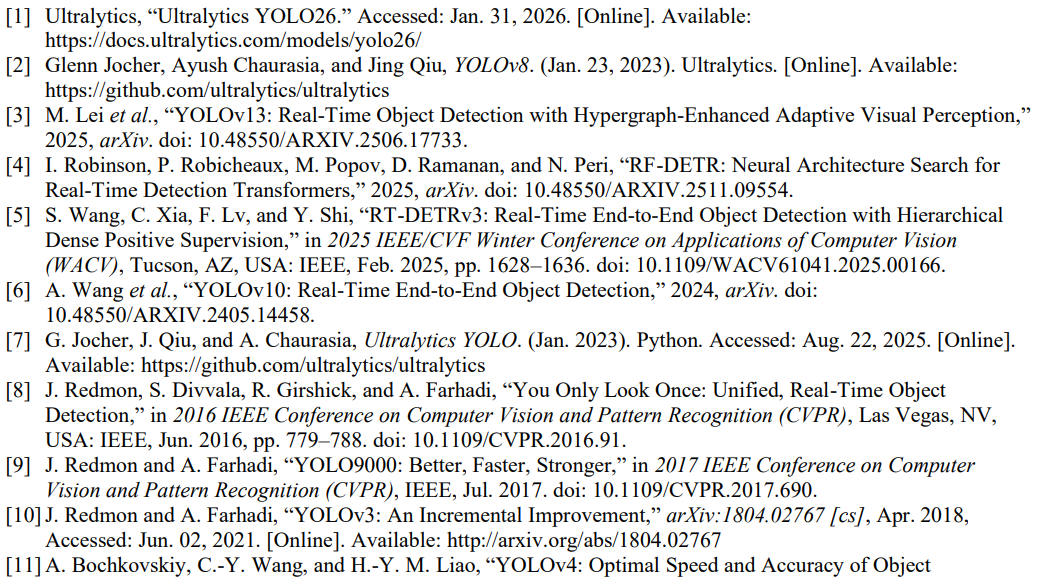 [1] Ultralytics, “Ultralytics YOLO26.” Accessed: Jan. 31, 2026. [Online]. Available:
https://docs.ultralytics.com/models/yolo26/
[2] Glenn Jocher, Ayush Chaurasia, and Jing Qiu, YOLOv8. (Jan. 23, 2023). Ultralytics. [Online]. Available:
https://github.com/ultralytics/ultralytics
[3] M. Lei et al., “YOLOv13: Real-Time Object Detection with Hypergraph-Enhanced Adaptive Visual Perception,”
2025, arXiv. doi: 10.48550/ARXIV.2506.17733.
[4] I. Robinson, P. Robicheaux, M. Popov, D. Ramanan, and N. Peri, “RF-DETR: Neural Architecture Search for
Real-Time Detection Transformers,” 2025, arXiv. doi: 10.48550/ARXIV.2511.09554.
[5] S. Wang, C. Xia, F. Lv, and Y. Shi, “RT-DETRv3: Real-Time End-to-End Object Detection with Hierarchical
Dense Positive Supervision,” in 2025 IEEE/CVF Winter Conference on Applications of Computer Vision
(WACV), Tucson, AZ, USA: IEEE, Feb. 2025, pp. 1628–1636. doi: 10.1109/WACV61041.2025.00166.
[6] A. Wang et al., “YOLOv10: Real-Time End-to-End Object Detection,” 2024, arXiv. doi:
10.48550/ARXIV.2405.14458.
[7] G. Jocher, J. Qiu, and A. Chaurasia, Ultralytics YOLO. (Jan. 2023). Python. Accessed: Aug. 22, 2025. [Online].
Available: https://github.com/ultralytics/ultralytics
[8] J. Redmon, S. Divvala, R. Girshick, and A. Farhadi, “You Only Look Once: Unified, Real-Time Object
Detection,” in 2016 IEEE Conference on Computer Vision and Pattern Recognition (CVPR), Las Vegas, NV,
USA: IEEE, Jun. 2016, pp. 779–788. doi: 10.1109/CVPR.2016.91.
[9] J. Redmon and A. Farhadi, “YOLO9000: Better, Faster, Stronger,” in 2017 IEEE Conference on Computer
Vision and Pattern Recognition (CVPR), IEEE, Jul. 2017. doi: 10.1109/CVPR.2017.690.
[10] J. Redmon and A. Farhadi, “YOLOv3: An Incremental Improvement,” arXiv:1804.02767 [cs], Apr. 2018,
Accessed: Jun. 02, 2021. [Online]. Available: http://arxiv.org/abs/1804.02767
[11] A. Bochkovskiy, C.-Y. Wang, and H.-Y. M. Liao, “YOLOv4: Optimal Speed and Accuracy of Object